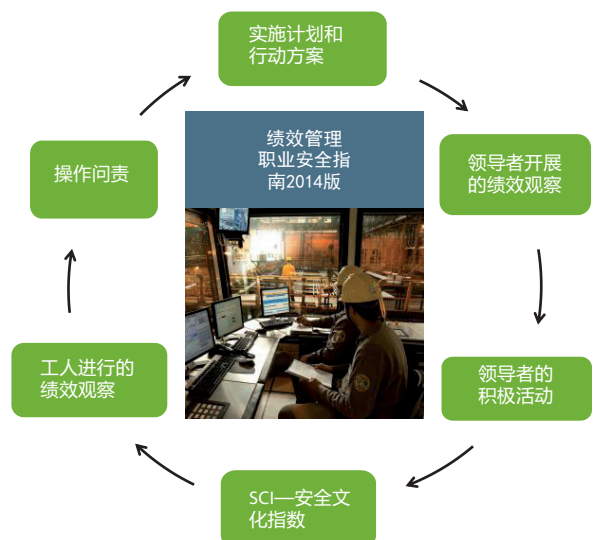 实施计划和
行动方案
绩效管理
职业安全指
南2014版
操作问责
领导者开展
的绩效观察
工人进行的
绩效观察
领导者的
积极活动
SCI—安全文
化指数